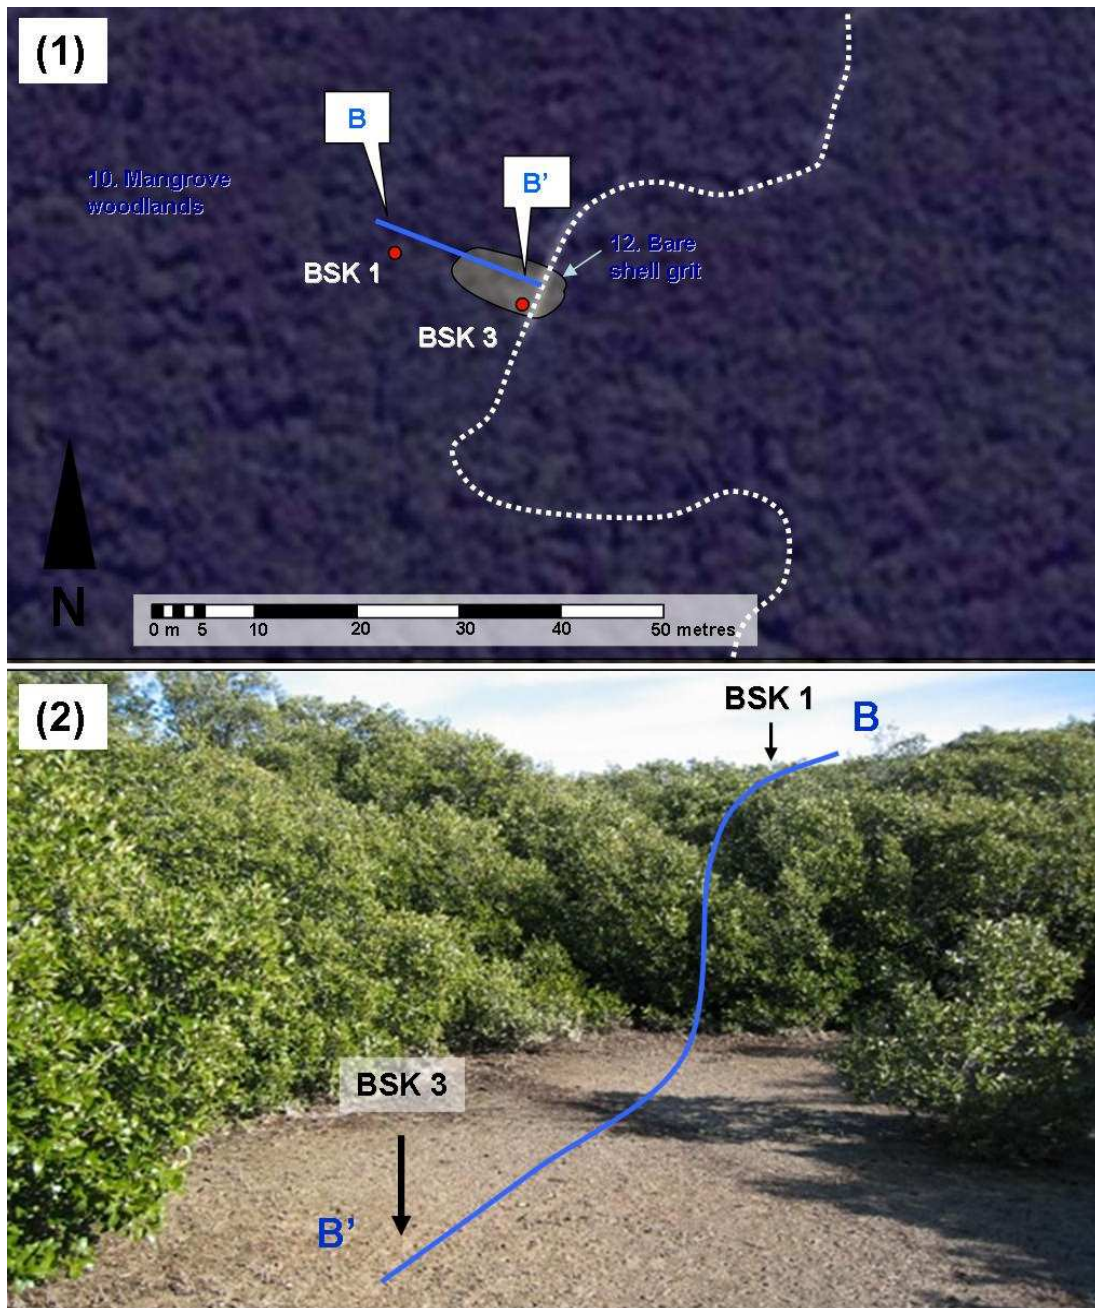 (1)
B
B'
10. Mangrove
woodlands
12. Bare
shell grit
BSK 1
BSK 3
N
0 m 5 10 20 30 40 50 metres
(2)
BSK 1
B
BSK 3
B'